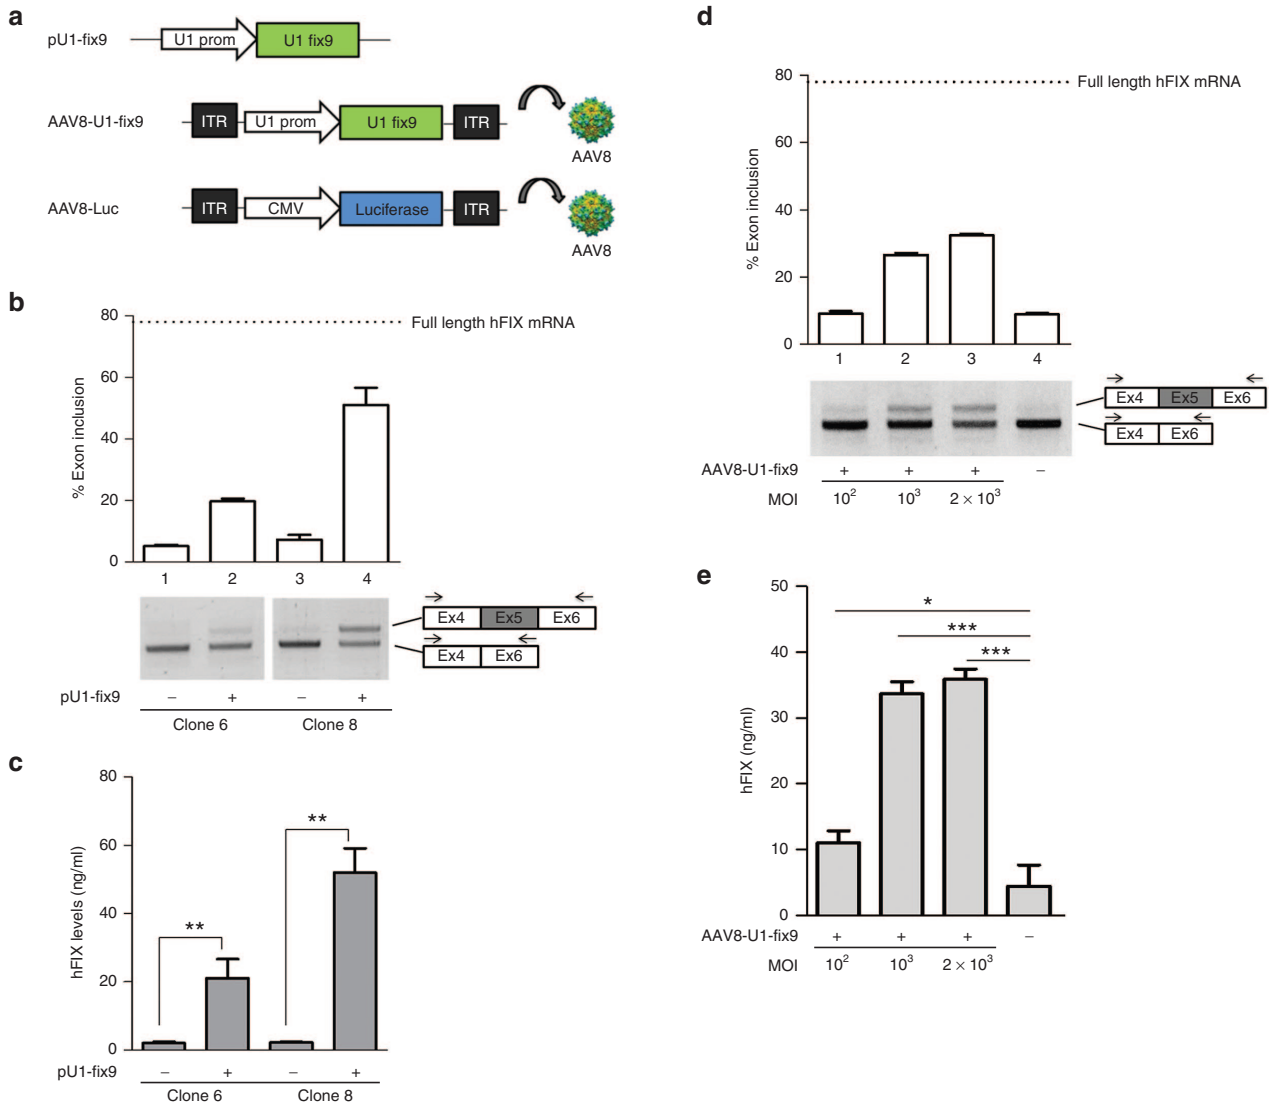 a
pU1-fix9
U1 prom
U1 fix9
AAV8-U1-fix9
ITR
U1 prom
U1 fix9
ITR
AAV8
AAV8-Luc
ITR
CMV
Luciferase
ITR
AAV8
b
80
60
40
20
0
% Exon inclusion
Full length hFIX mRNA
1 2 3 4
Ex4 Ex5 Ex6
Ex4 Ex6
pU1-fix9 – + – +
Clone 6 Clone 8
c
80
60
40
20
0
hFIX levels (ng/ml)
**
**
pU1-fix9 – + – +
Clone 6 Clone 8
d
80
60
40
20
0
% Exon inclusion
Full length hFIX mRNA
1 2 3 4
Ex4 Ex5 Ex6
Ex4 Ex6
AAV8-U1-fix9 + + + –
MOI 10² 10³ 2 × 10³
e
50
40
30
20
10
0
hFIX (ng/ml)
*
***
***
AAV8-U1-fix9 + + + –
MOI 10² 10³ 2 × 10³